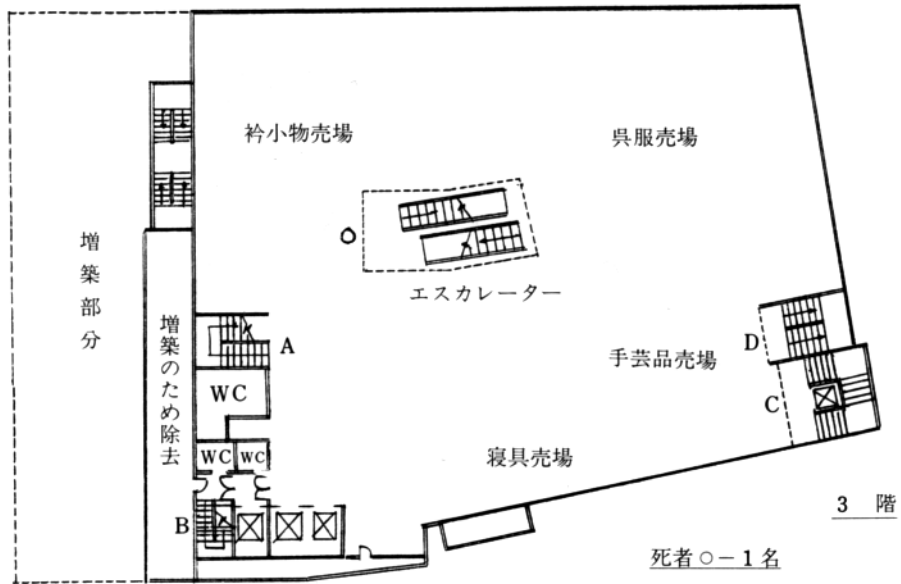 衿小物売場
呉服売場
増築部分
エスカレーター
増築のため除去
A
WC
D
手芸品売場
C
WC
WC
寝具売場
B
3 階
死者○－1名